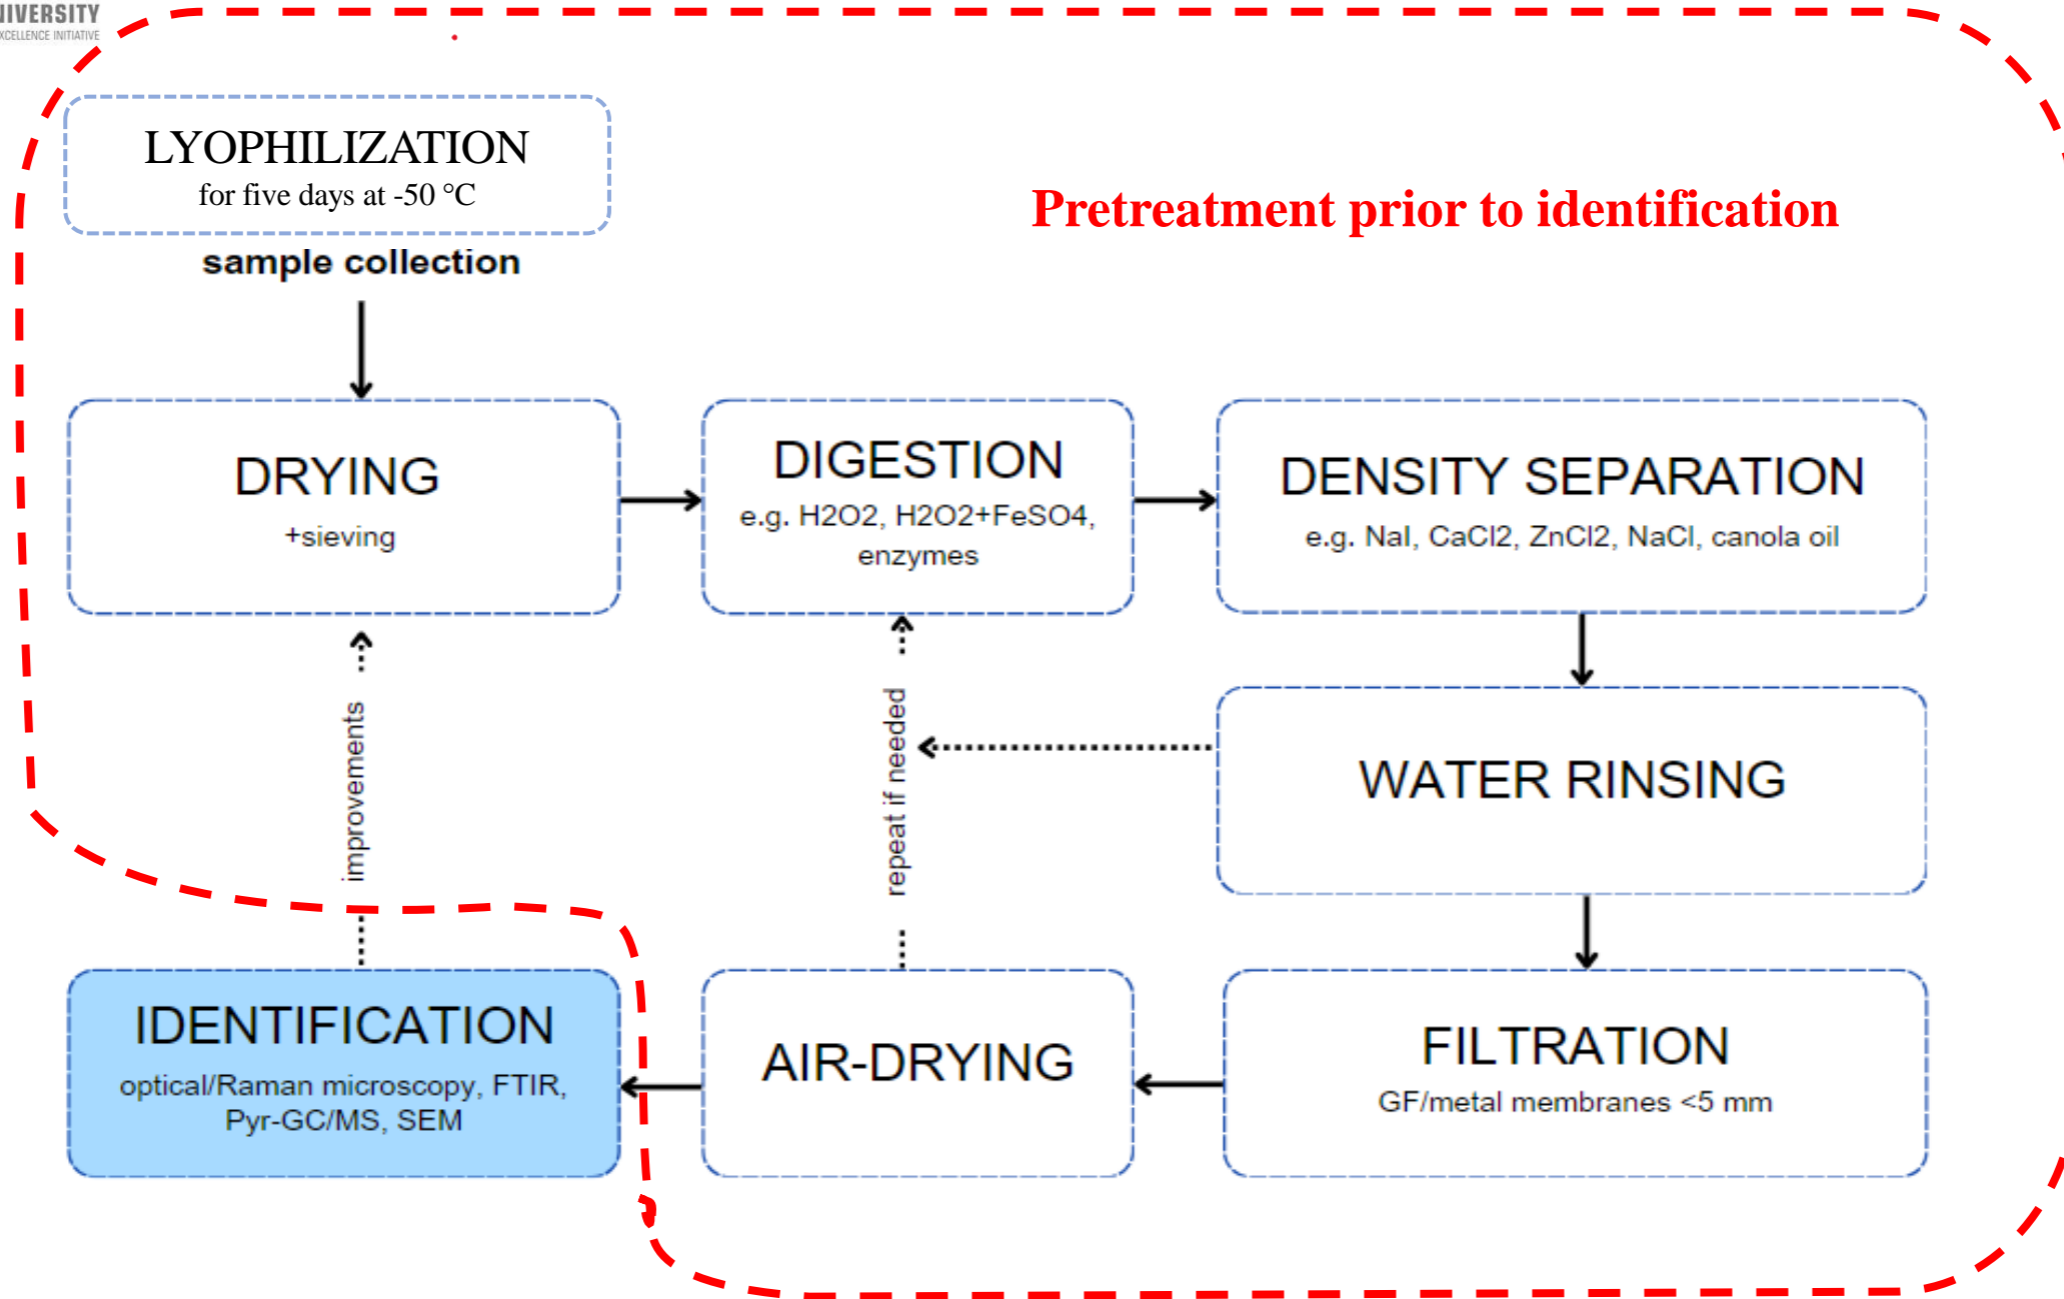 NIVERSITY
XCELLENCE INITIATIVE
LYOPHILIZATION
for five days at -50 °C
Pretreatment prior to identification
sample collection
DRYING
+sieving
DIGESTION
e.g. H2O2, H2O2+FeSO4,
enzymes
DENSITY SEPARATION
e.g. NaI, CaCl2, ZnCl2, NaCl, canola oil
improvements
repeat if needed
WATER RINSING
IDENTIFICATION
optical/Raman microscopy, FTIR,
Pyr-GC/MS, SEM
AIR-DRYING
FILTRATION
GF/metal membranes <5 mm